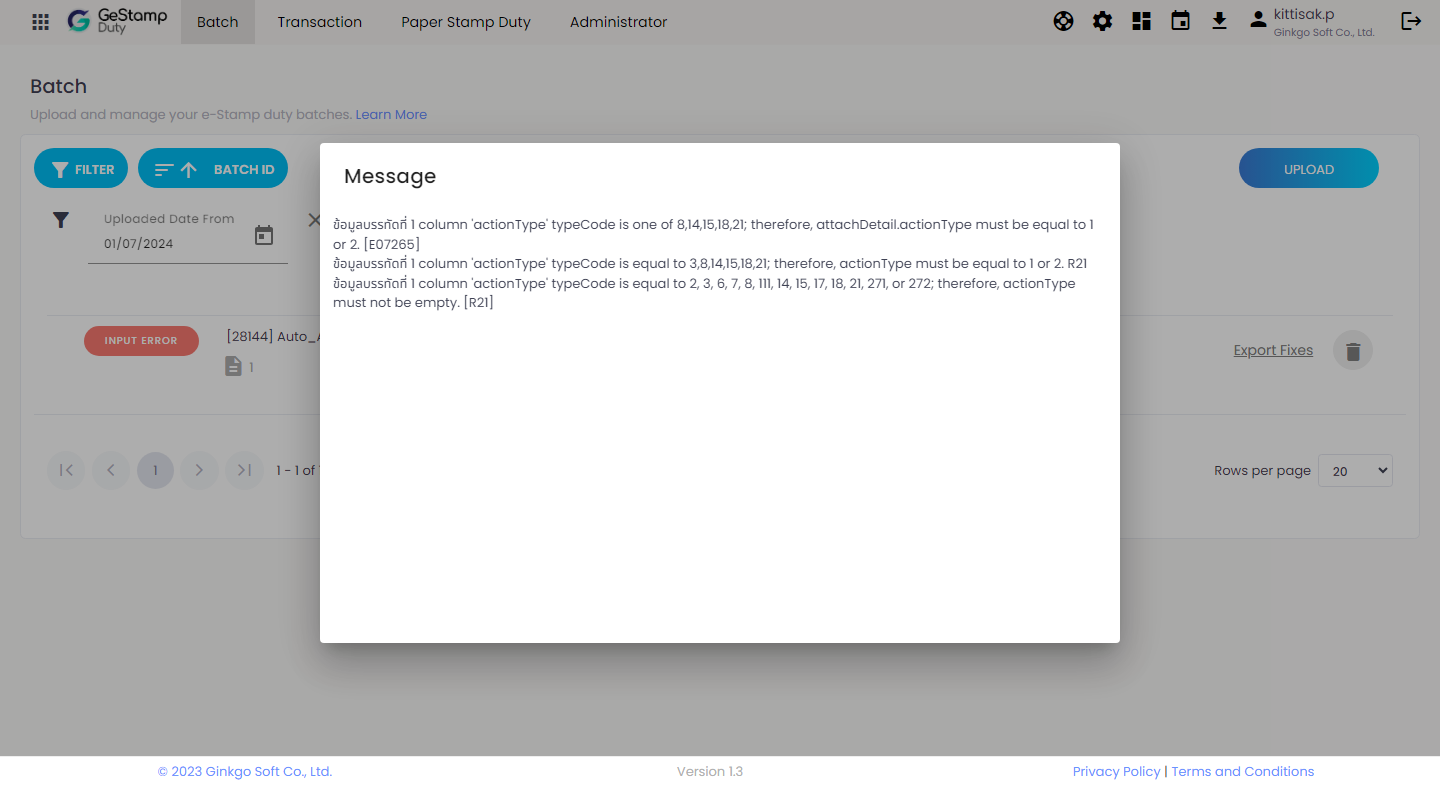 GeStamp
Duty
Batch
Transaction
Paper Stamp Duty
Administrator
kittisak.p
Ginkgo Soft Co., Ltd.
Batch
Upload and manage your e-Stamp duty batches. Learn More
FILTER
BATCH ID
UPLOAD
Uploaded Date From
01/07/2024
Message
ข้อมูลบรรทัดที่ 1 column 'actionType' typeCode is one of 8,14,15,18,21; therefore, attachDetail.actionType must be equal to 1
or 2. [E07265]
ข้อมูลบรรทัดที่ 1 column 'actionType' typeCode is equal to 3,8,14,15,18,21; therefore, actionType must be equal to 1 or 2. R21
ข้อมูลบรรทัดที่ 1 column 'actionType' typeCode is equal to 2, 3, 6, 7, 8, 111, 14, 15, 17, 18, 21, 271, or 272; therefore, actionType
must not be empty. [R21]
INPUT ERROR
[28144] Auto_
1
Export Fixes
1
1 - 1 of
Rows per page
20
© 2023 Ginkgo Soft Co., Ltd.
Version 1.3
Privacy Policy | Terms and Conditions